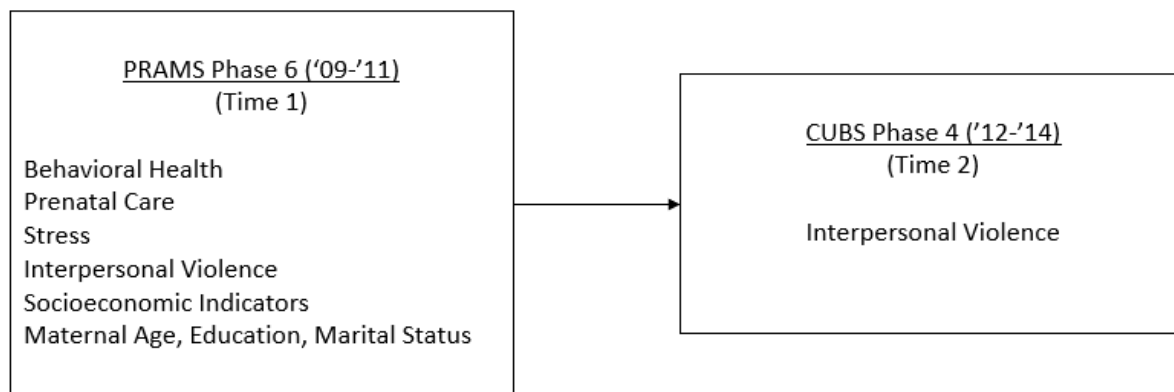 PRAMS Phase 6 (‘09-’11)
(Time 1)
Behavioral Health
Prenatal Care
Stress
Interpersonal Violence
Socioeconomic Indicators
Maternal Age, Education, Marital Status
CUBS Phase 4 (’12-’14)
(Time 2)
Interpersonal Violence